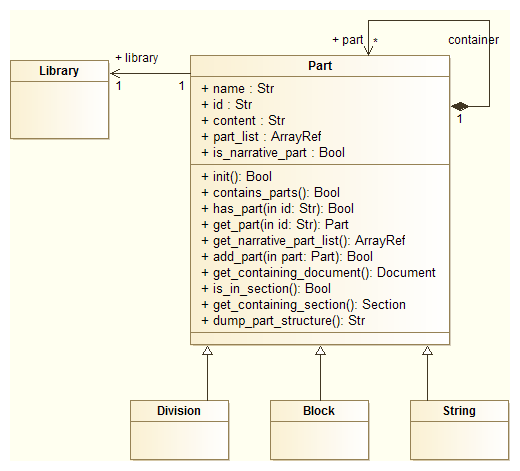 + part
*
container
Library
+ library
1
1
Part
1
+ name : Str
+ id : Str
+ content : Str
+ part_list : ArrayRef
+ is_narrative_part : Bool
+ init(): Bool
+ contains_parts(): Bool
+ has_part(in id: Str): Bool
+ get_part(in id: Str): Part
+ get_narrative_part_list(): ArrayRef
+ add_part(in part: Part): Bool
+ get_containing_document(): Document
+ is_in_section(): Bool
+ get_containing_section(): Section
+ dump_part_structure(): Str
Division
Block
String